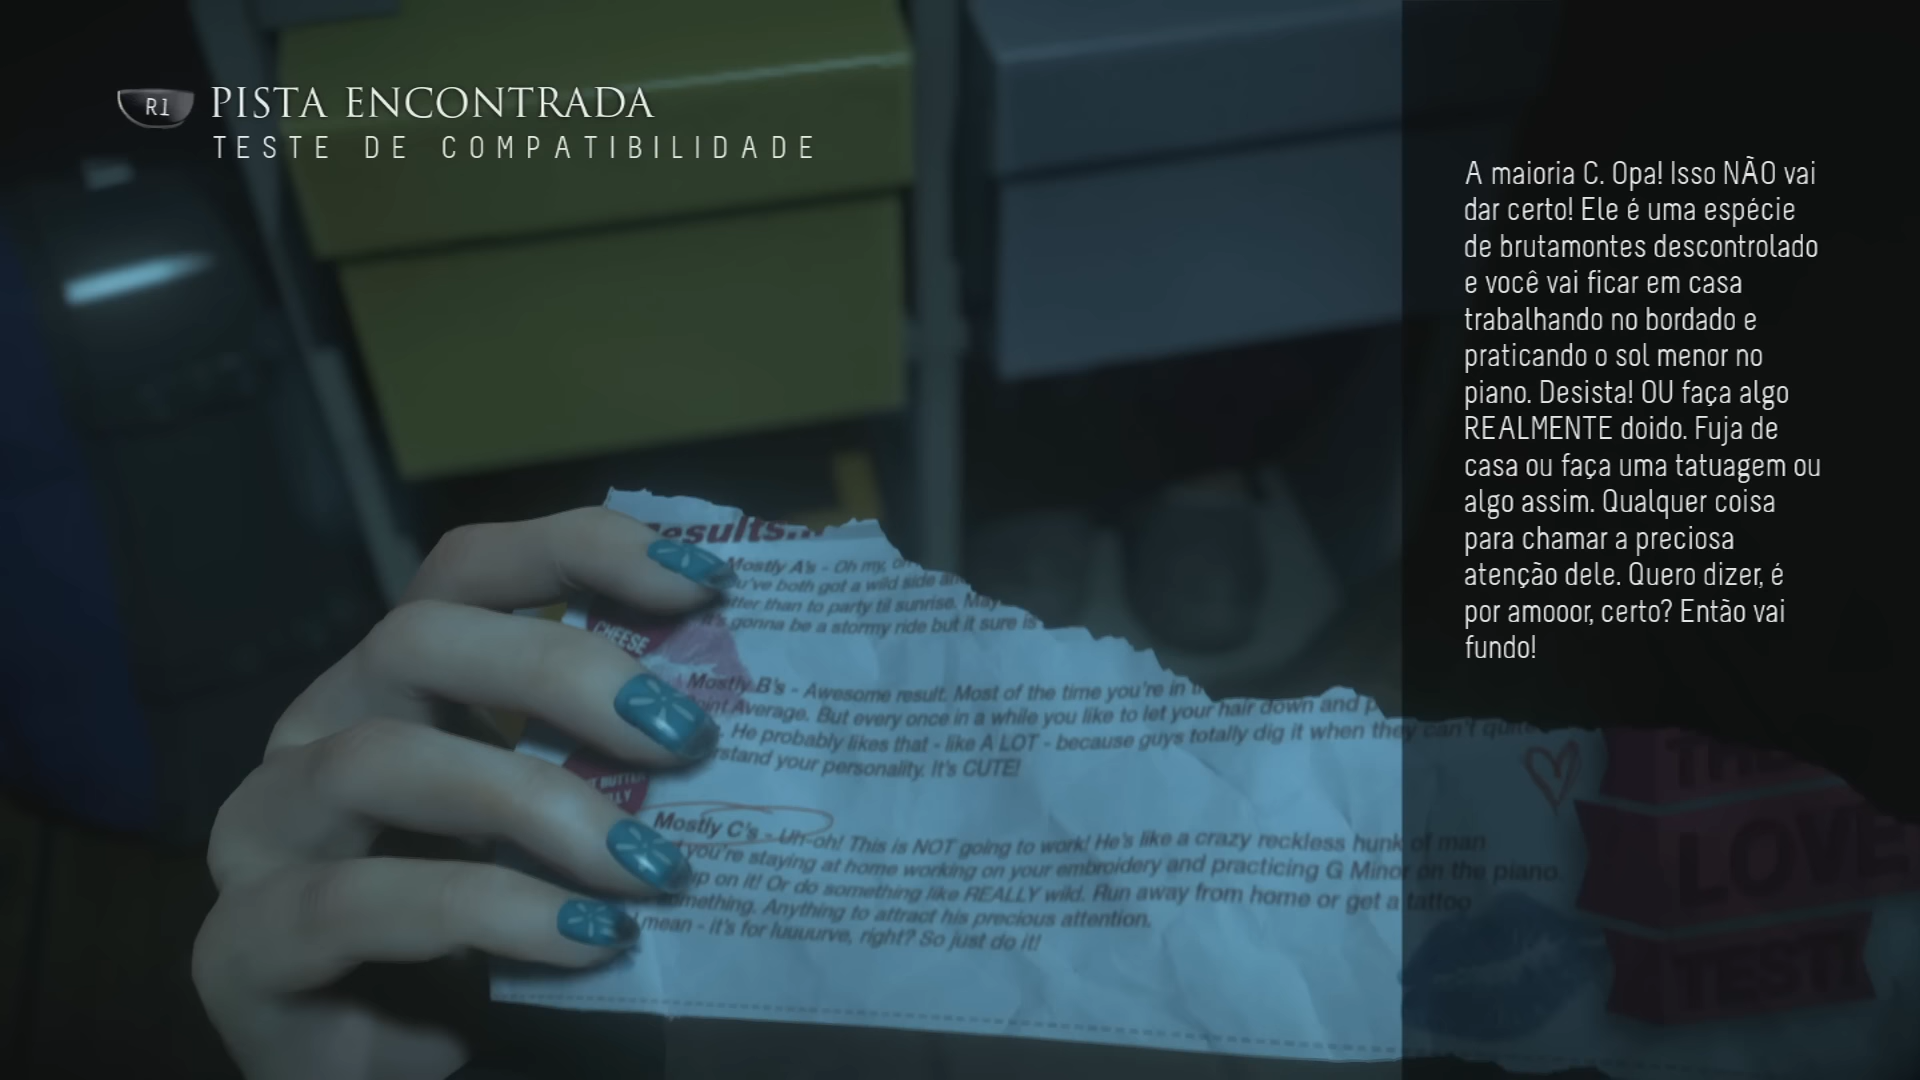 R1 PISTA ENCONTRADA
TESTE DE COMPATIBILIDADE
A maioria C. Opa! Isso NÃO vai
dar certo! Ele é uma espécie
de brutamontes descontrolado
e você vai ficar em casa
trabalhando no bordado e
praticando o sol menor no
piano. Desista! OU faça algo
REALMENTE doido. Fuja de
casa ou faça uma tatuagem ou
algo assim. Qualquer coisa
para chamar a preciosa
atenção dele. Quero dizer, é
por amooor, certo? Então vai
fundo!
Results...
Mostly A's - Oh my,
you've both got a wild side
than to party til sunrise.
it's gonna be a stormy ride but it sure is
Mostly B's - Awesome result. Most of the time you're in
Average. But every once in a while you like to let your hair down and
He probably likes that - like A LOT - because guys totally dig it when they can't quite
your personality. It's CUTE!
Mostly C's - Uh-oh! This is NOT going to work! He's like a crazy reckless hunk of man
you're staying at home working on your embroidery and practicing G Minor on the piano.
up on it! Or do something like REALLY wild. Run away from home or get a tattoo
something. Anything to attract his precious attention.
I mean - it's for luuuurve, right? So just do it!
CHEESE
THE
LOVE
TEST!